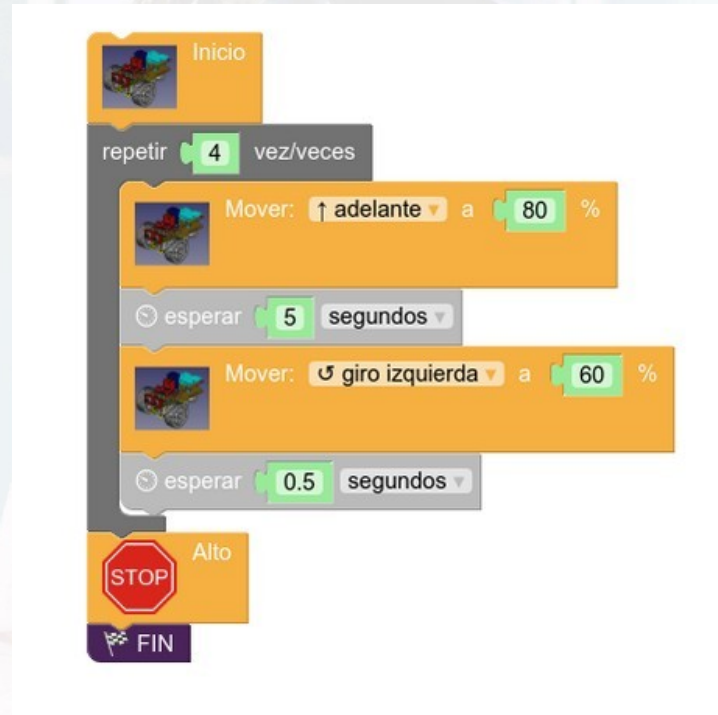 Inicio
repetir 4 vez/veces
Mover: ↑ adelante ▾ a 80 %
esperar 5 segundos ▾
Mover: ↺ giro izquierda ▾ a 60 %
esperar 0.5 segundos ▾
Alto
STOP
FIN